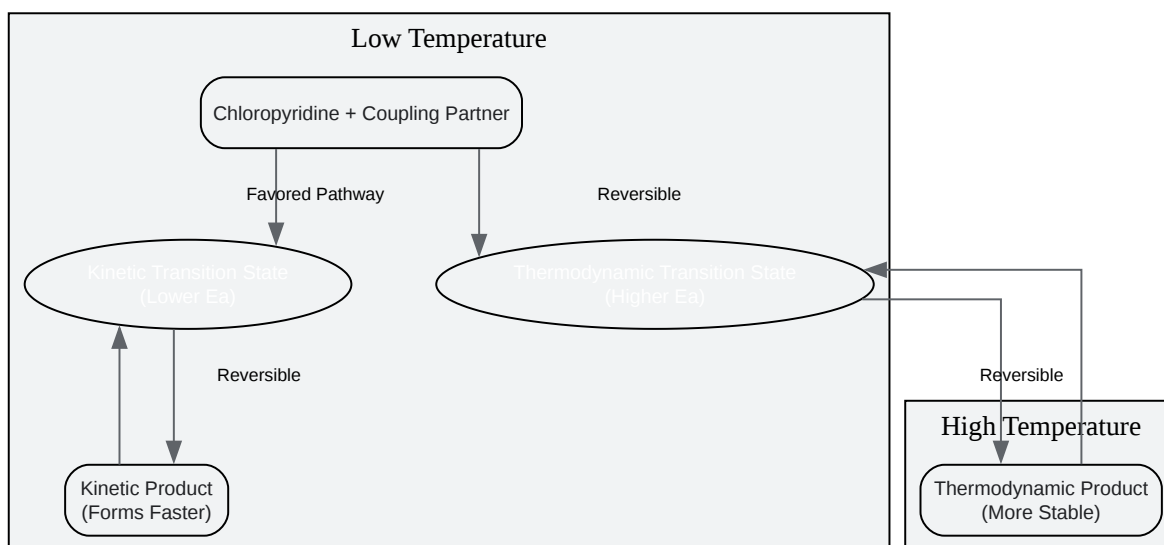 Low Temperature
Chloropyridine + Coupling Partner
Favored Pathway
Reversible
Kinetic Transition State
(Lower Ea)
Thermodynamic Transition State
(Higher Ea)
Reversible
Reversible
High Temperature
Kinetic Product
(Forms Faster)
Thermodynamic Product
(More Stable)